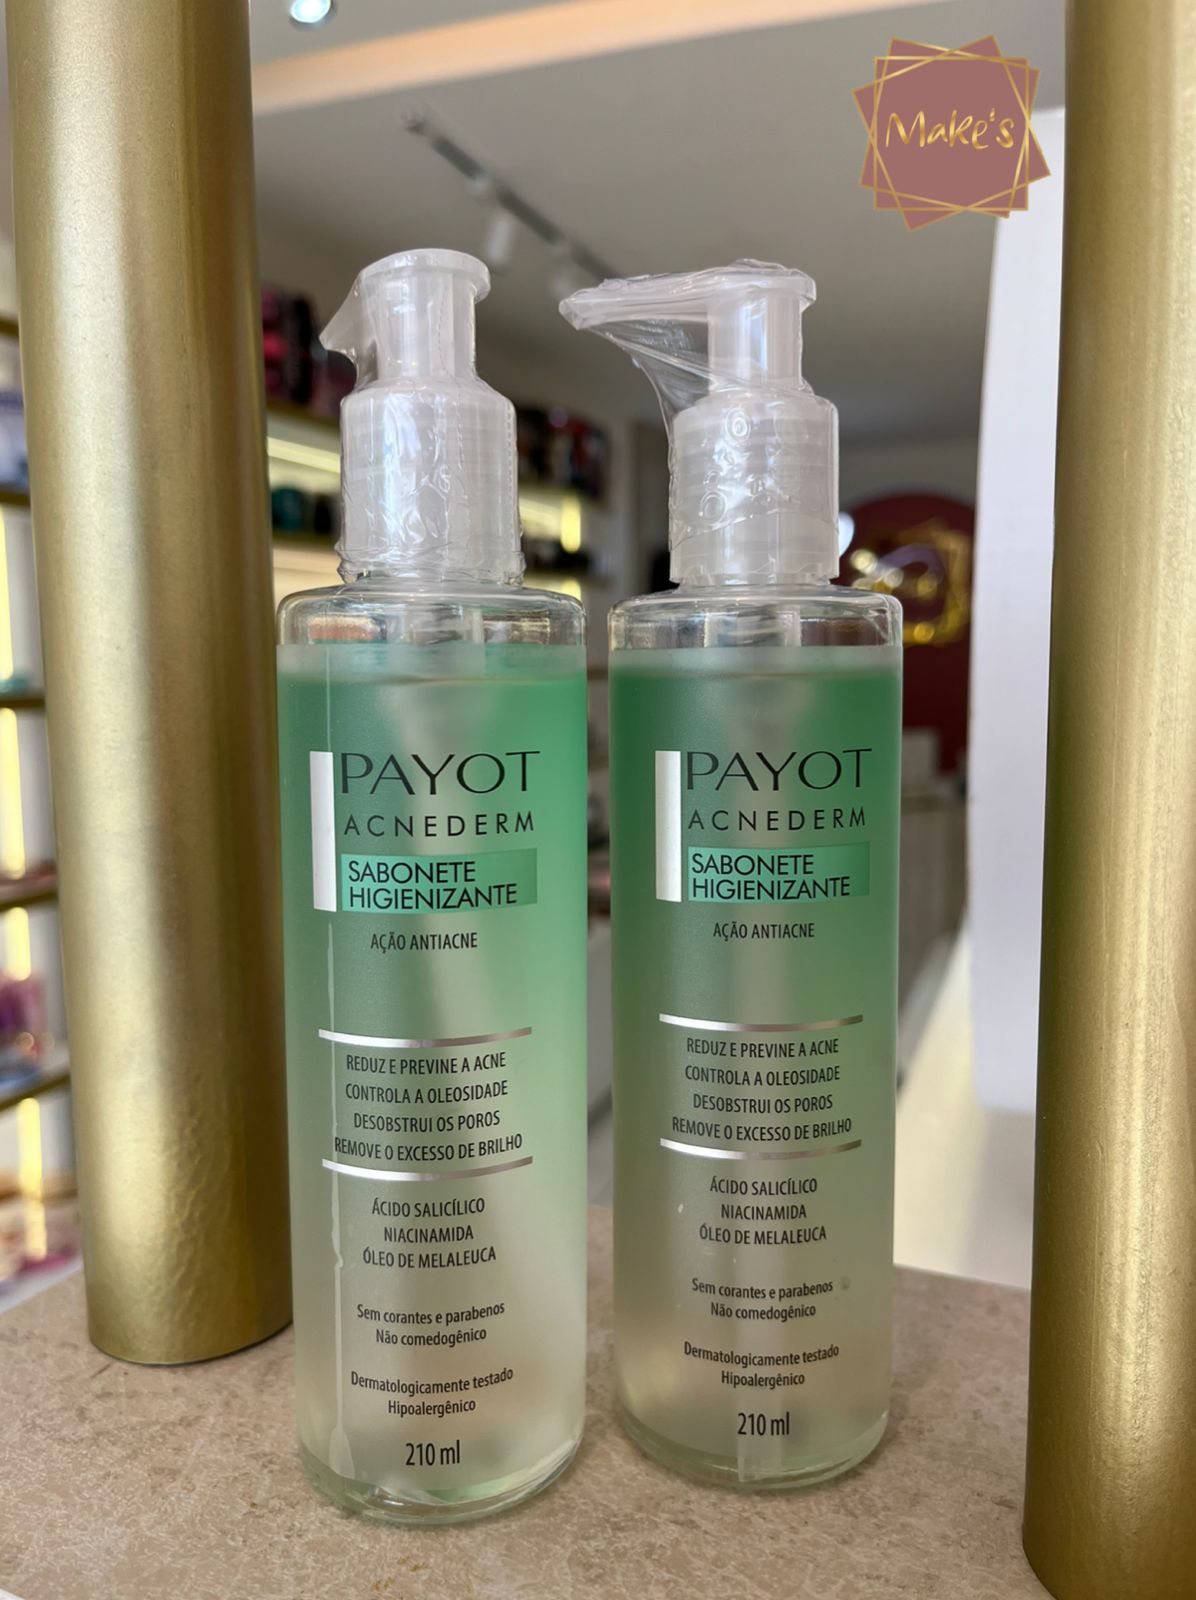 Make's
PAYOT
ACNEDERM
SABONETE
HIGIENIZANTE
AÇÃO ANTIACNE
REDUZ E PREVINE A ACNE
CONTROLA A OLEOSIDADE
DESOBSTRUI OS POROS
REMOVE O EXCESSO DE BRILHO
ÁCIDO SALICÍLICO
NIACINAMIDA
ÓLEO DE MELALEUCA
Sem corantes e parabenos
Não comedogênico
Dermatologicamente testado
Hipoalergênico
210 ml
PAYOT
ACNEDERM
SABONETE
HIGIENIZANTE
AÇÃO ANTIACNE
REDUZ E PREVINE A ACNE
CONTROLA A OLEOSIDADE
DESOBSTRUI OS POROS
REMOVE O EXCESSO DE BRILHO
ÁCIDO SALICÍLICO
NIACINAMIDA
ÓLEO DE MELALEUCA
Sem corantes e parabenos
Não comedogênico
Dermatologicamente testado
Hipoalergênico
210 ml